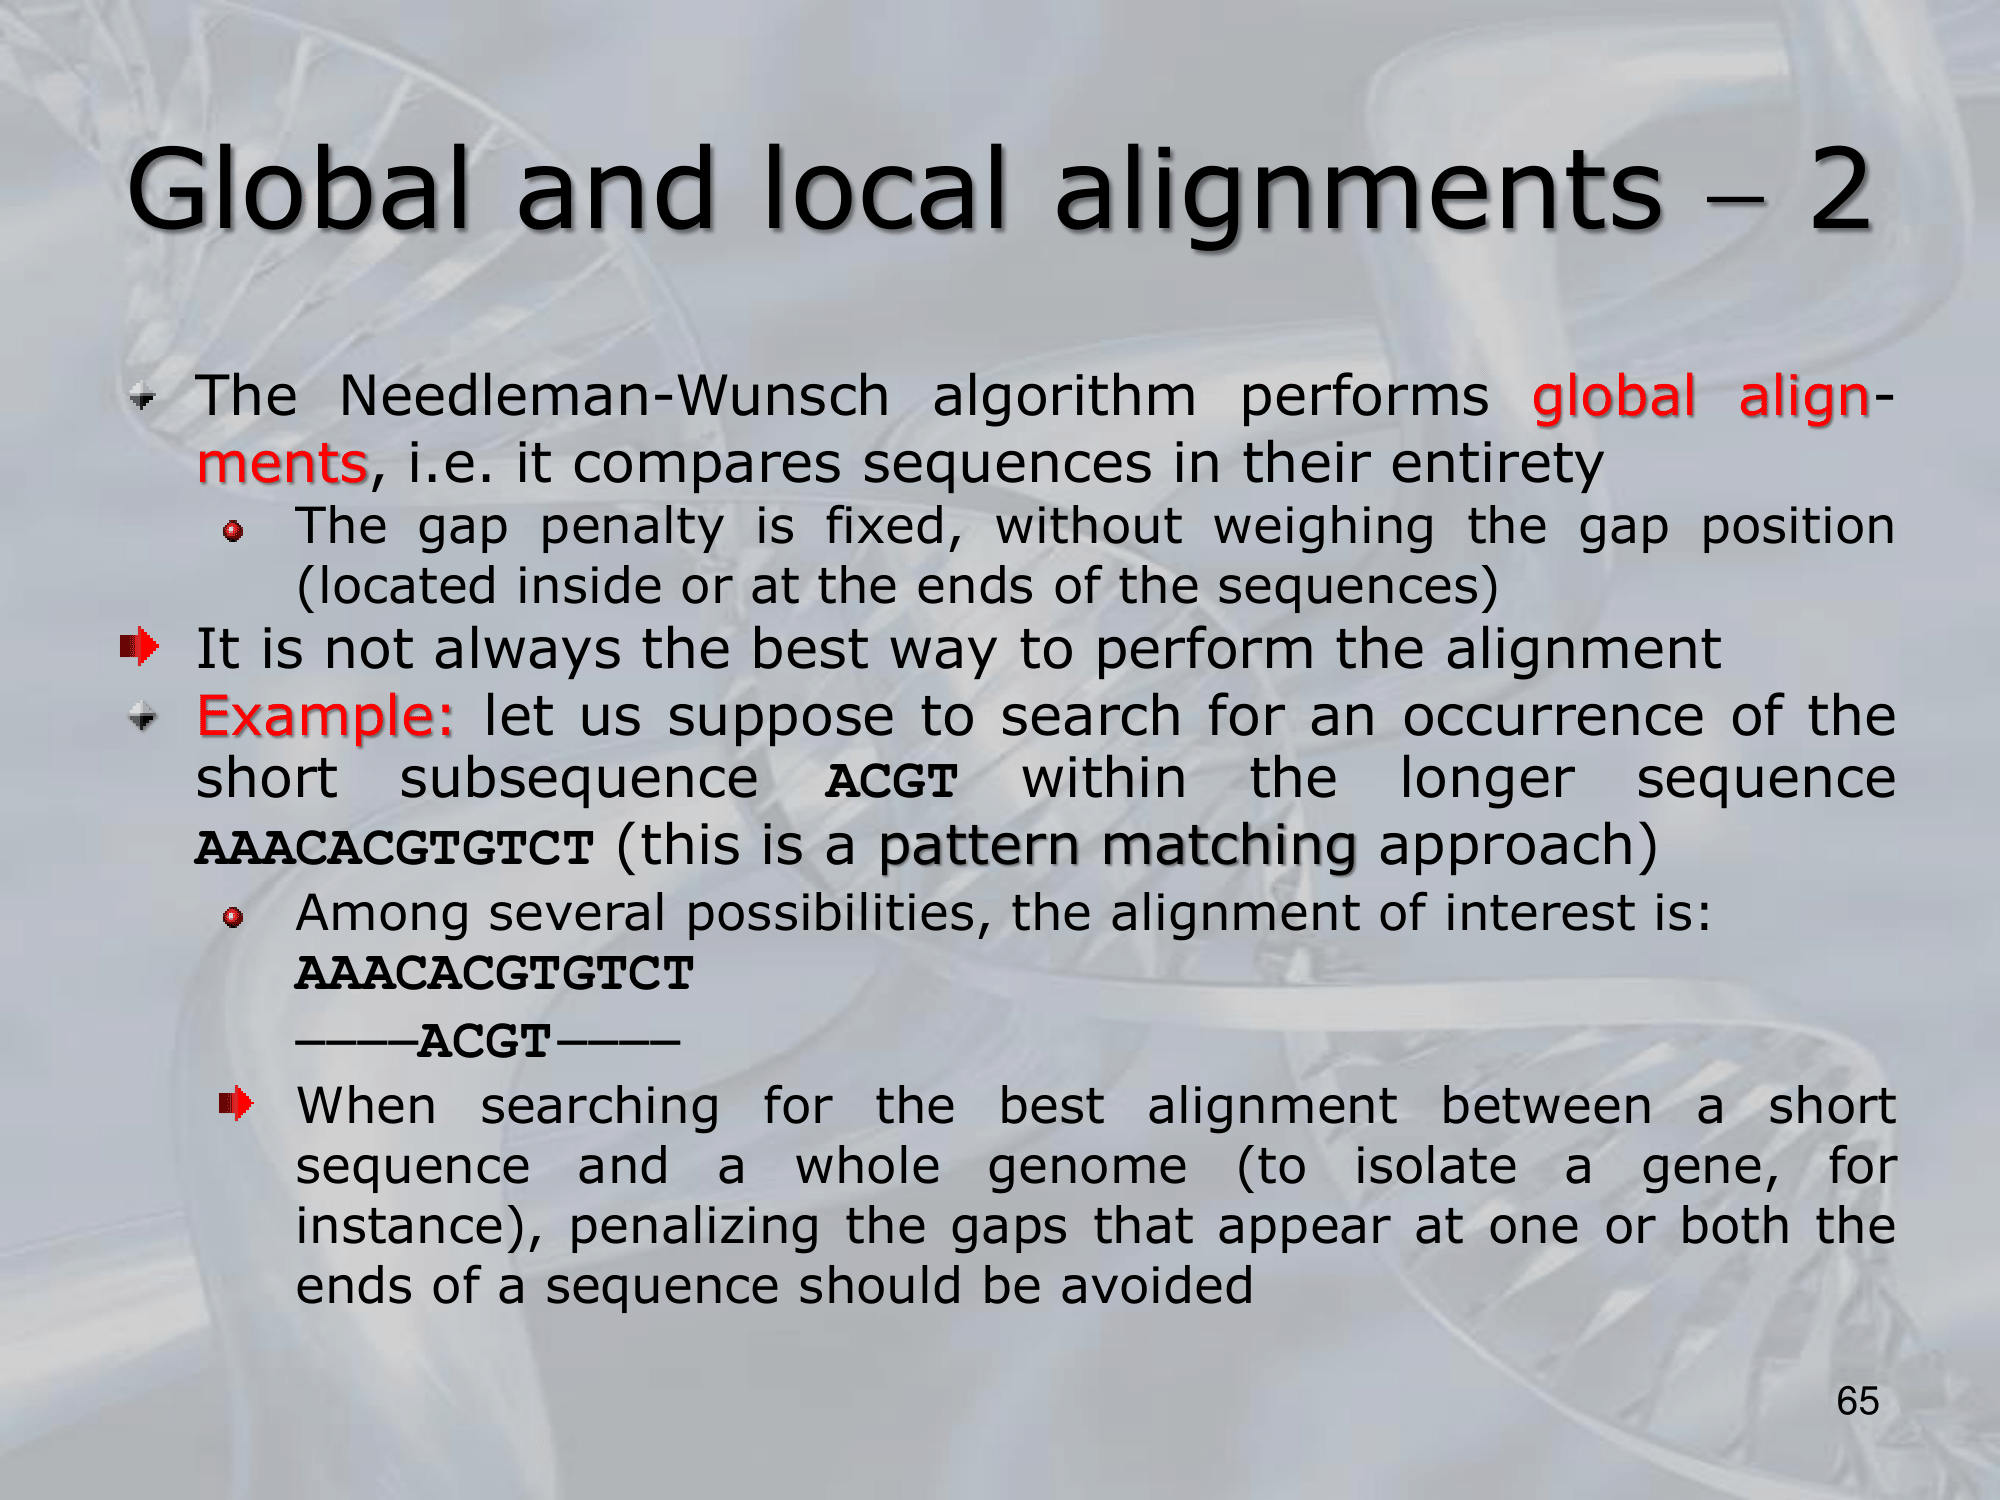 Global and local alignments – 2
The Needleman-Wunsch algorithm performs global align-
ments, i.e. it compares sequences in their entirety
The gap penalty is fixed, without weighing the gap position
(located inside or at the ends of the sequences)
It is not always the best way to perform the alignment
Example: let us suppose to search for an occurrence of the
short subsequence ACGT within the longer sequence
AAACACGTGTCT (this is a pattern matching approach)
Among several possibilities, the alignment of interest is:
AAACACGTGTCT
––––ACGT––––
When searching for the best alignment between a short
sequence and a whole genome (to isolate a gene, for
instance), penalizing the gaps that appear at one or both the
ends of a sequence should be avoided
65